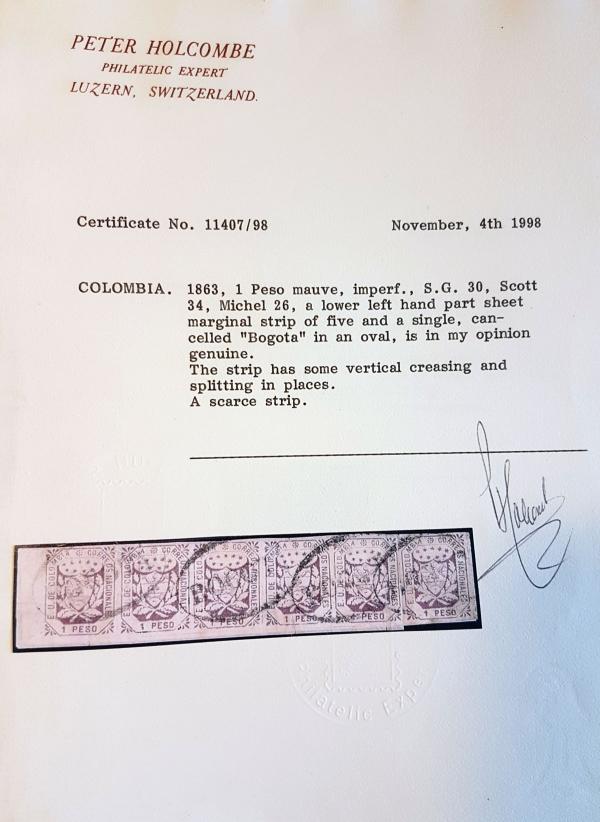 PETER HOLCOMBE
PHILATELIC EXPERT
LUZERN, SWITZERLAND.
Certificate No. 11407/98 November, 4th 1998
COLOMBIA. 1863, 1 Peso mauve, imperf., S.G. 30, Scott
34, Michel 26, a lower left hand part sheet
marginal strip of five and a single, can-
celled "Bogota" in an oval, is in my opinion
genuine.
The strip has some vertical creasing and
splitting in places.
A scarce strip.
1 PESO 1 PESO 1 PESO 1 PESO 1 PESO 1 PESO
Philatelic Expert